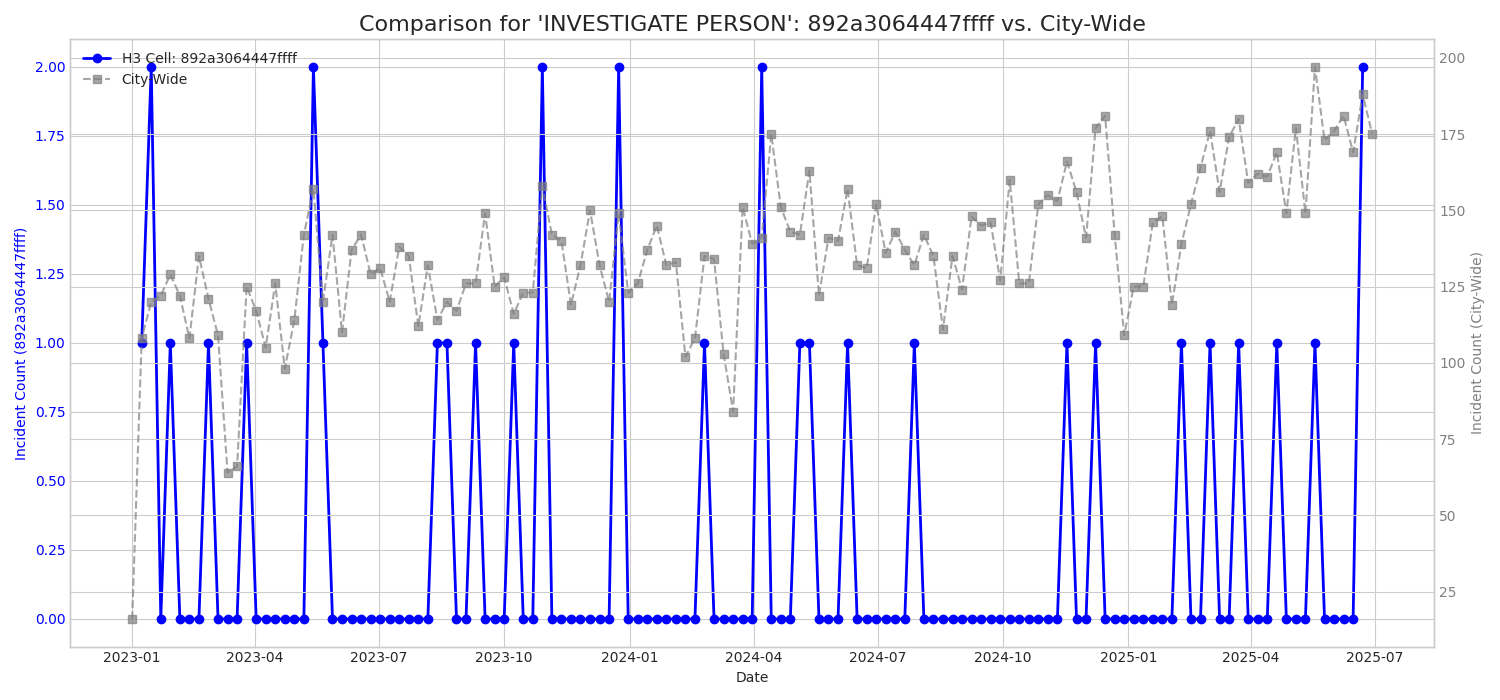 Comparison for 'INVESTIGATE PERSON': 892a3064447ffff vs. City-Wide
H3 Cell: 892a3064447ffff
City-Wide
Incident Count (892a3064447ffff)
2.00
1.75
1.50
1.25
1.00
0.75
0.50
0.25
0.00
200
175
150
125
100
75
50
25
Incident Count (City-Wide)
2023-01 2023-04 2023-07 2023-10 2024-01 2024-04 2024-07 2024-10 2025-01 2025-04 2025-07
Date